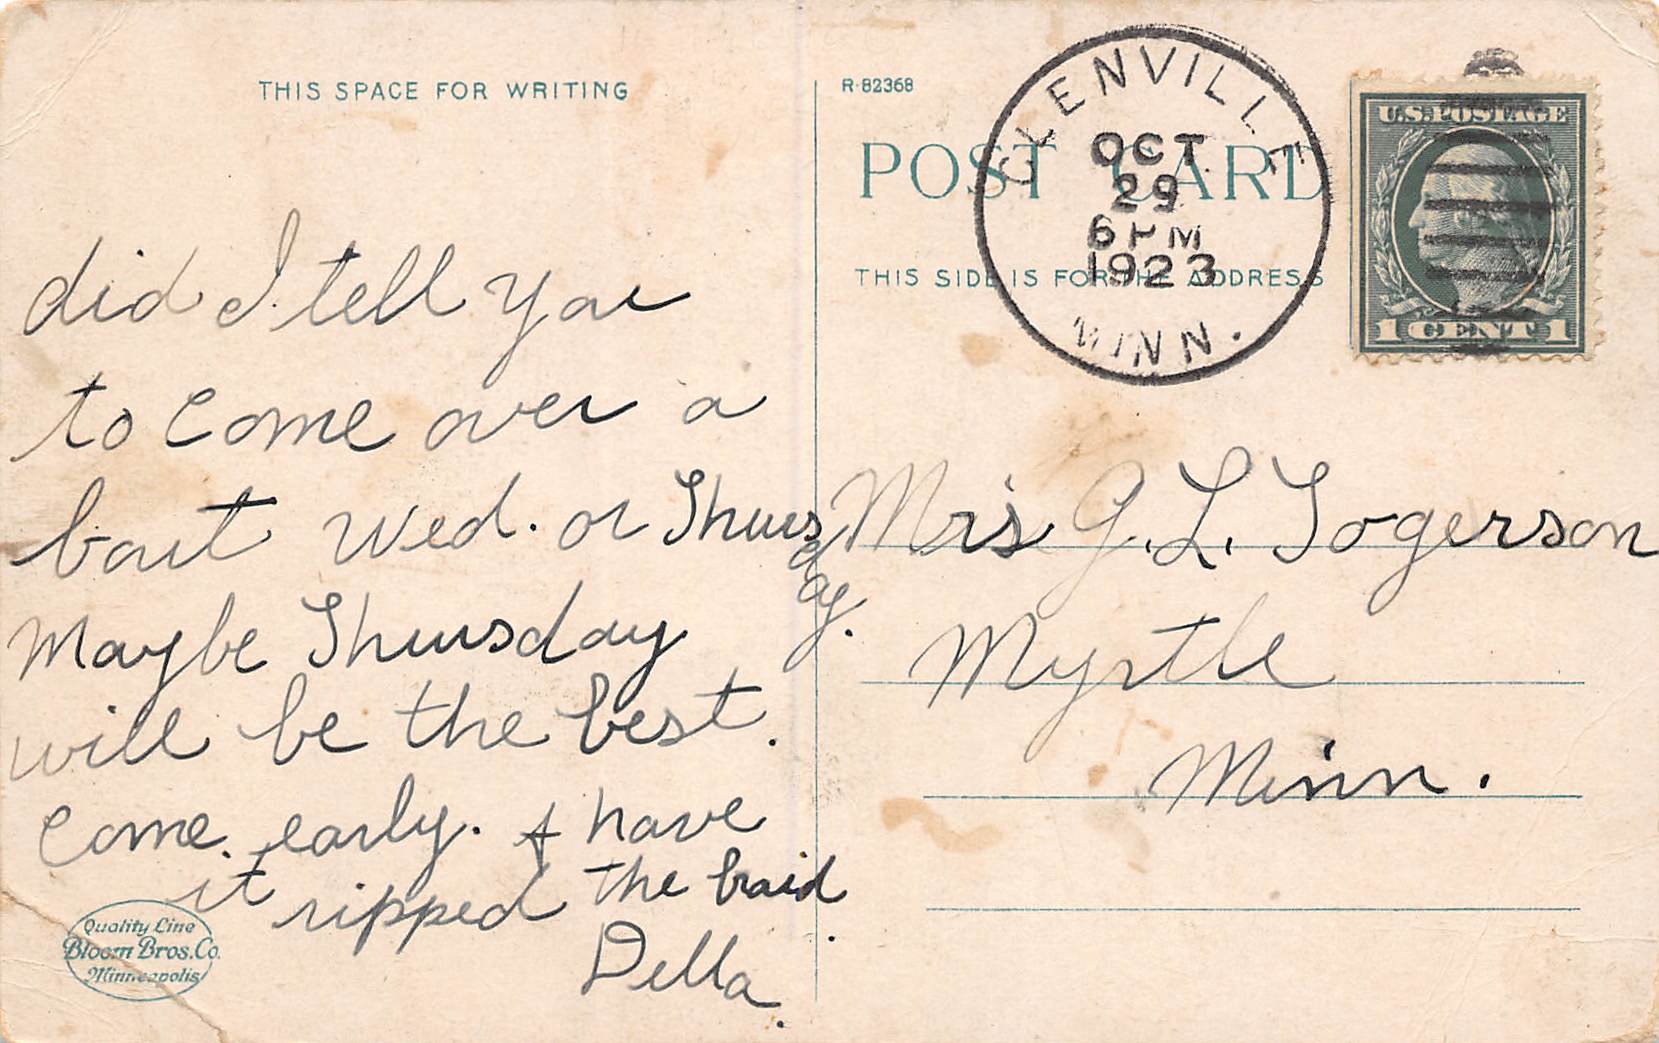 THIS SPACE FOR WRITING
did I tell you
to come over a
bout Wed. or Thurs
day.
Maybe Thursday
will be the best.
Come early. & have
it ripped the braid.
Della.
Quality Line
Bloom Bros. Co.
Minneapolis
R-82368
POST CARD
THIS SIDE IS FOR THE ADDRESS
GLENVILLE
OCT
29
6 PM
1923
MINN.
U.S. POSTAGE
1 CENT 1
Mrs G. L. Togerson
Myrtle
Minn.